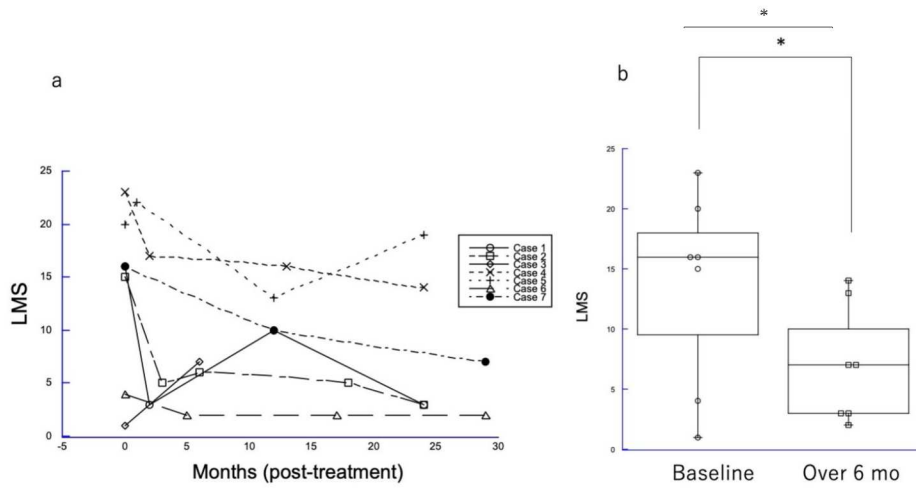 *
*
a
b
25
20
15
10
5
0
LMS
-5 0 5 10 15 20 25 30
Months (post-treatment)
Case 1
Case 2
Case 3
Case 4
Case 5
Case 6
Case 7
25
20
15
10
5
0
LMS
Baseline Over 6 mo